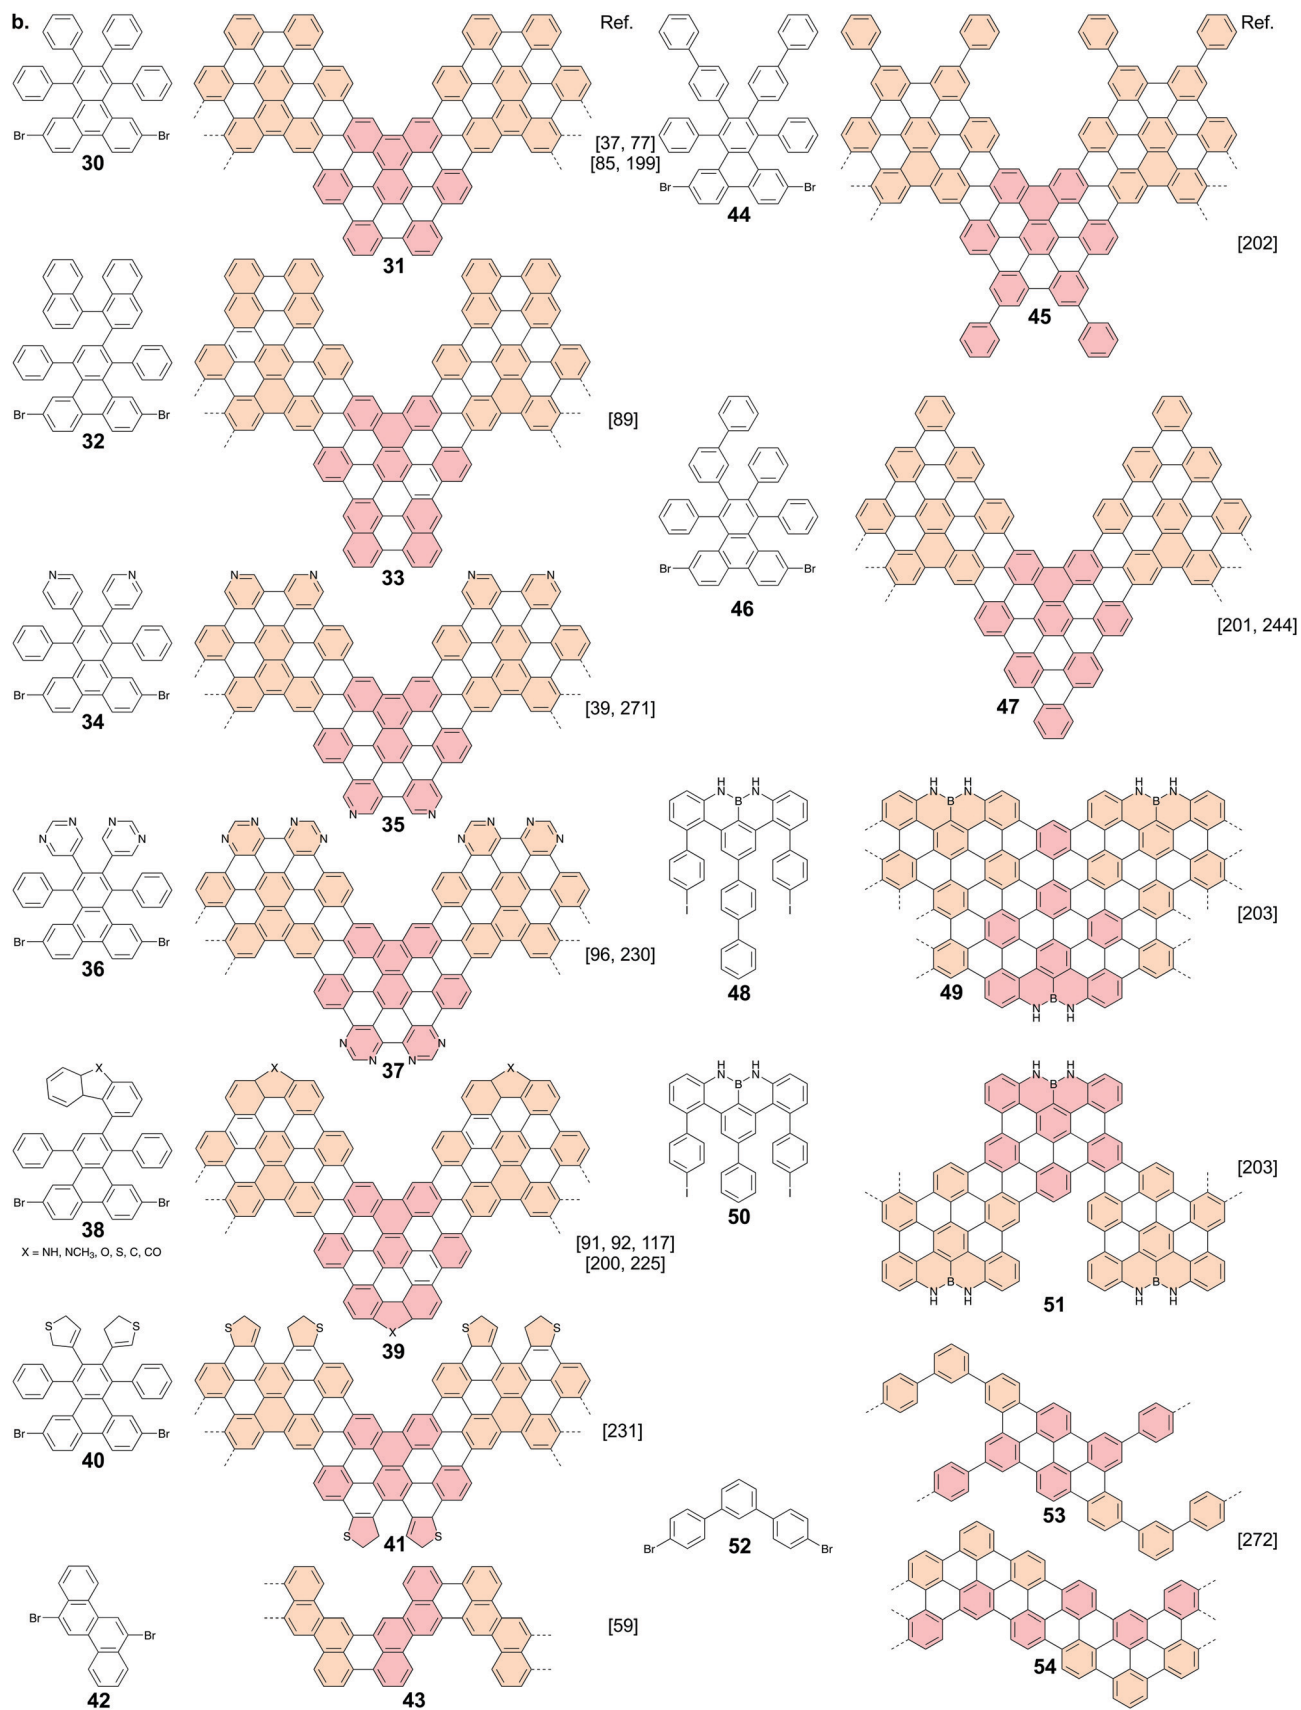 b.
Ref.
Br Br
30
[37, 77]
[85, 199]
31
Br Br
32
[89]
33
N N
Br Br
34
N N N N
[39, 271]
N N
35
N N
N N
Br Br
36
N N N N
N N N N
[96, 230]
N N
N N
37
X
Br Br
38
X = NH, NCH3, O, S, C, CO
X X
[91, 92, 117]
[200, 225]
X
39
S S
Br Br
40
S S S S
[231]
S S
41
Br
Br
42
[59]
43
Ref.
Br Br
44
[202]
45
Br Br
46
[201, 244]
47
H H
N N
B
I I
48
H H H H
N N N N
B B
[203]
B
N N
H H
49
H H
N N
B
I I
50
H H
N N
B
[203]
B B
N N N N
H H H H
51
Br Br
52
53
[272]
54